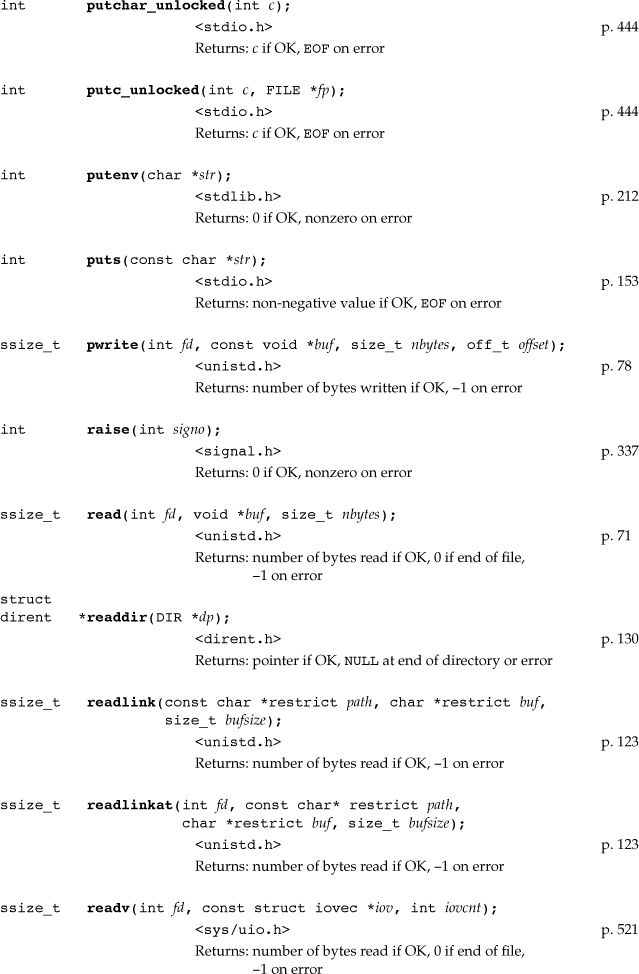 int putchar_unlocked(int c);
<stdio.h> p. 444
Returns: c if OK, EOF on error
int putc_unlocked(int c, FILE *fp);
<stdio.h> p. 444
Returns: c if OK, EOF on error
int putenv(char *str);
<stdlib.h> p. 212
Returns: 0 if OK, nonzero on error
int puts(const char *str);
<stdio.h> p. 153
Returns: non-negative value if OK, EOF on error
ssize_t pwrite(int fd, const void *buf, size_t nbytes, off_t offset);
<unistd.h> p. 78
Returns: number of bytes written if OK, –1 on error
int raise(int signo);
<signal.h> p. 337
Returns: 0 if OK, nonzero on error
ssize_t read(int fd, void *buf, size_t nbytes);
<unistd.h> p. 71
Returns: number of bytes read if OK, 0 if end of file,
–1 on error
struct
dirent *readdir(DIR *dp);
<dirent.h> p. 130
Returns: pointer if OK, NULL at end of directory or error
ssize_t readlink(const char *restrict path, char *restrict buf,
size_t bufsize);
<unistd.h> p. 123
Returns: number of bytes read if OK, –1 on error
ssize_t readlinkat(int fd, const char* restrict path,
char *restrict buf, size_t bufsize);
<unistd.h> p. 123
Returns: number of bytes read if OK, –1 on error
ssize_t readv(int fd, const struct iovec *iov, int iovcnt);
<sys/uio.h> p. 521
Returns: number of bytes read if OK, 0 if end of file,
–1 on error